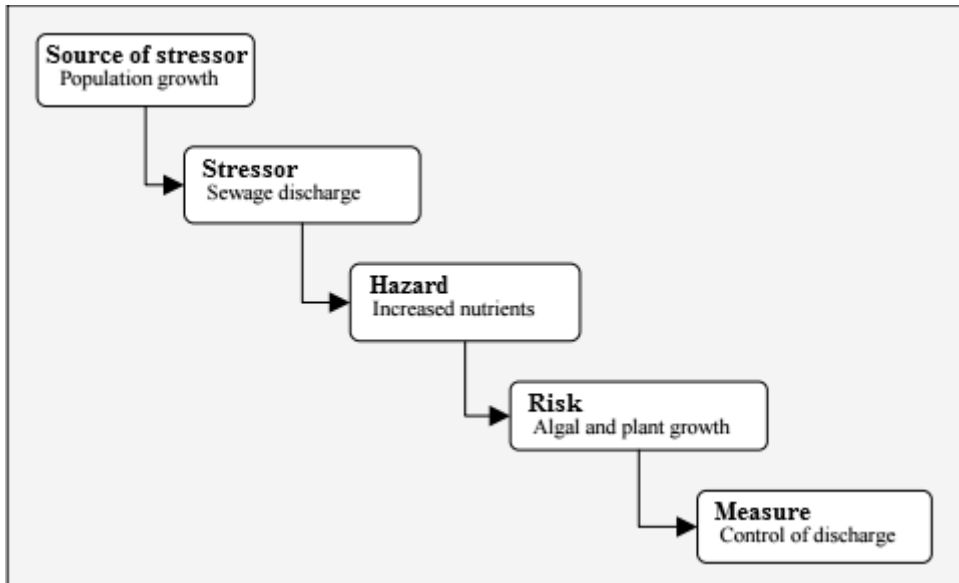 Source of stressor
Population growth
Stressor
Sewage discharge
Hazard
Increased nutrients
Risk
Algal and plant growth
Measure
Control of discharge